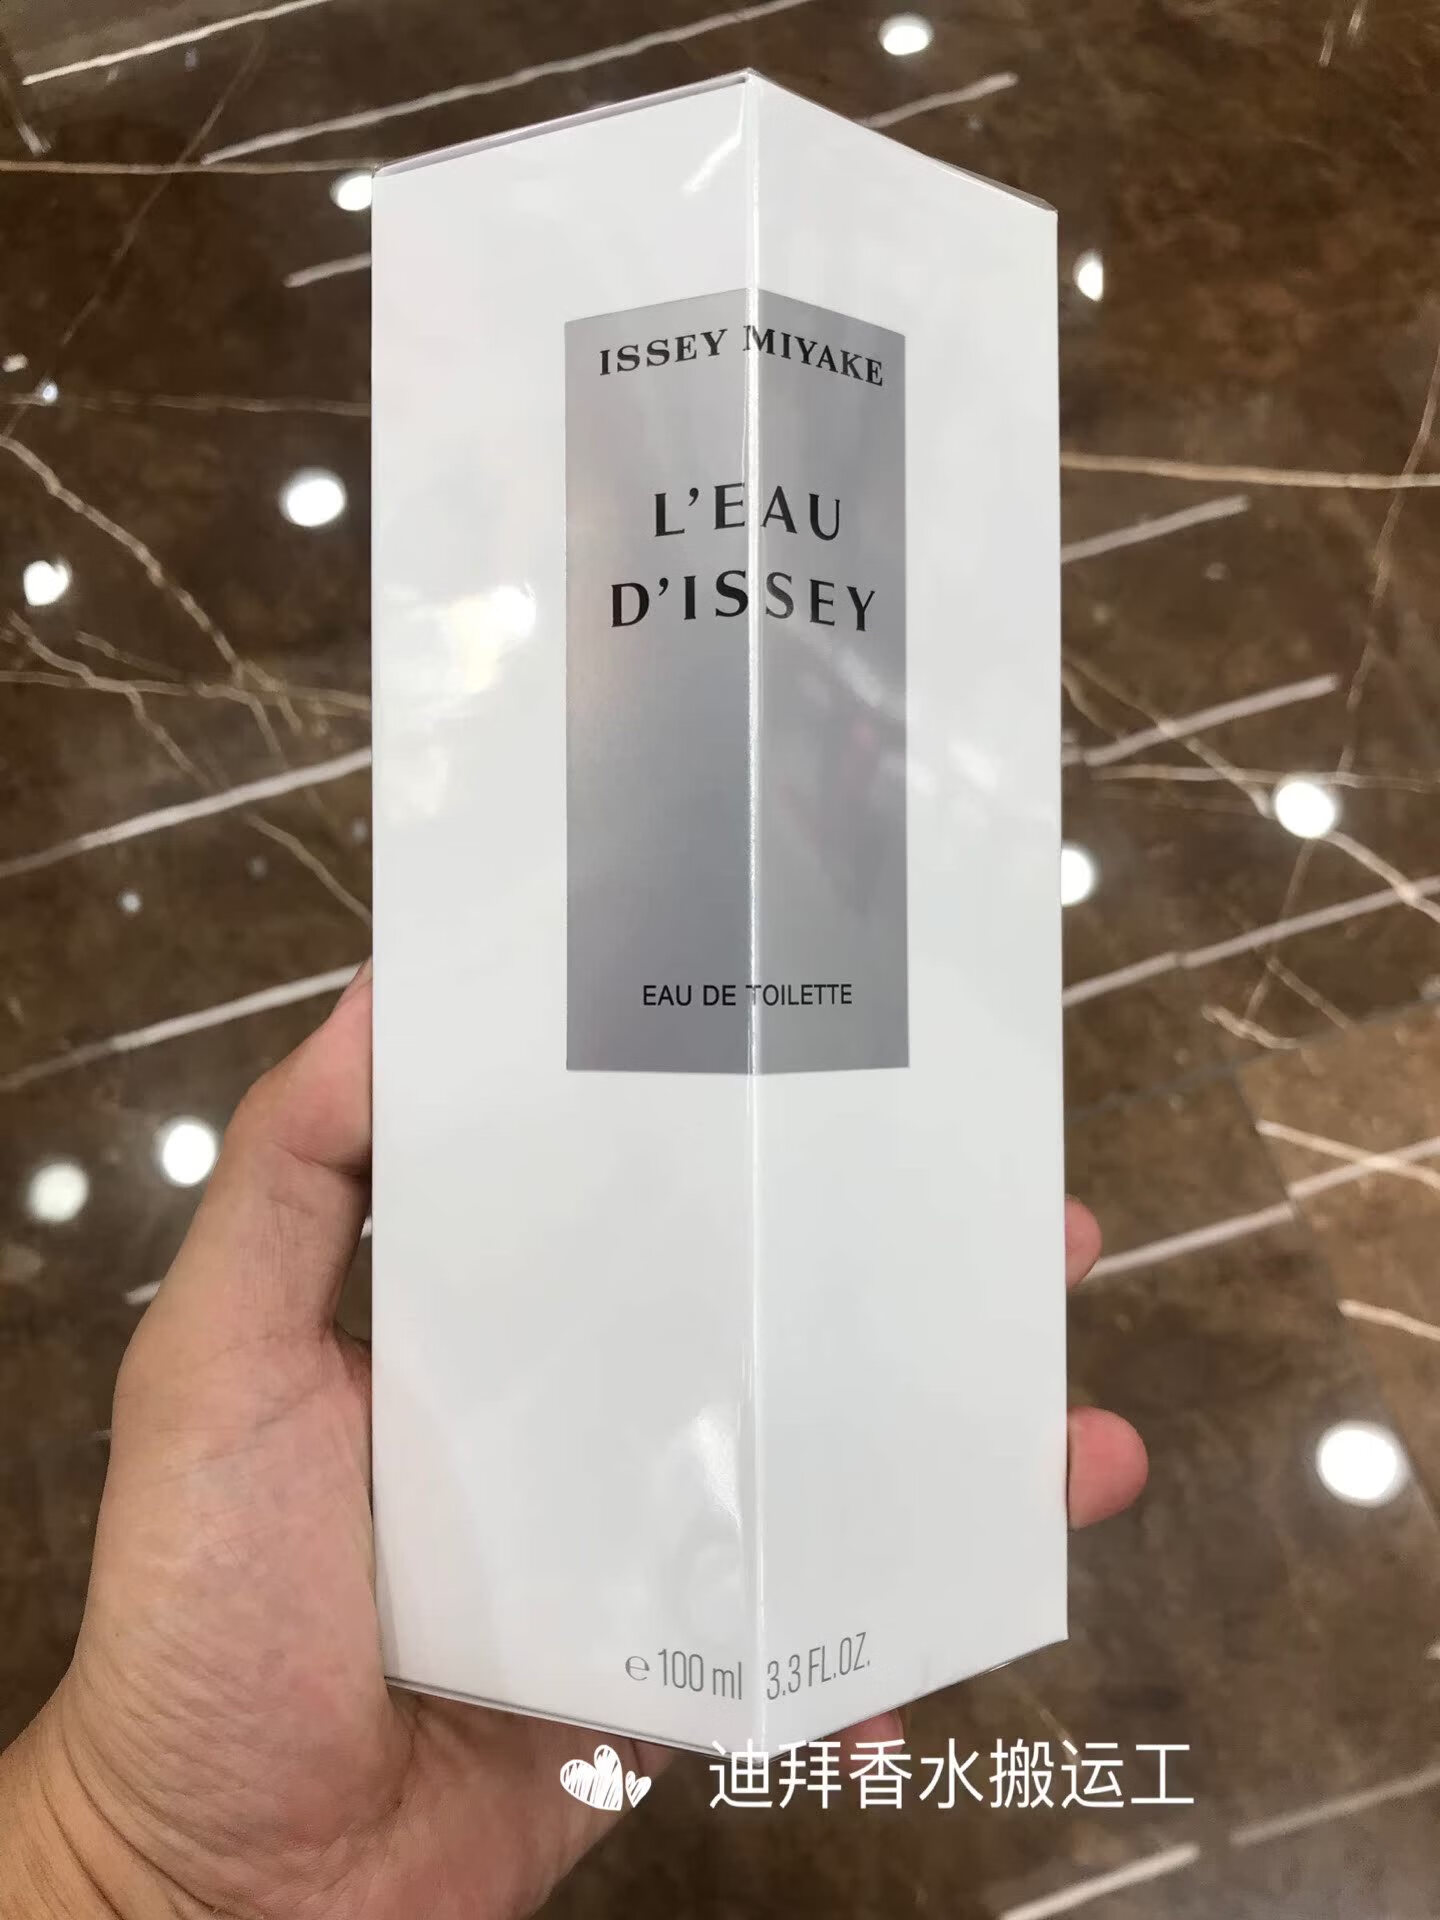 ISSEY MIYAKE
L'EAU
D'ISSEY
EAU DE TOILETTE
℮ 100 ml 3.3 FL.OZ.
迪拜香水搬运工